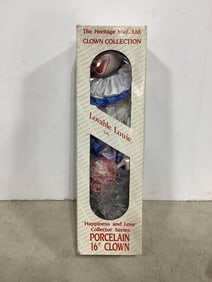 The Heritage Mint, Ltd.
CLOWN COLLECTION
Lovable Louie
"Happiness and Love"
Collector Series
PORCELAIN
16" CLOWN